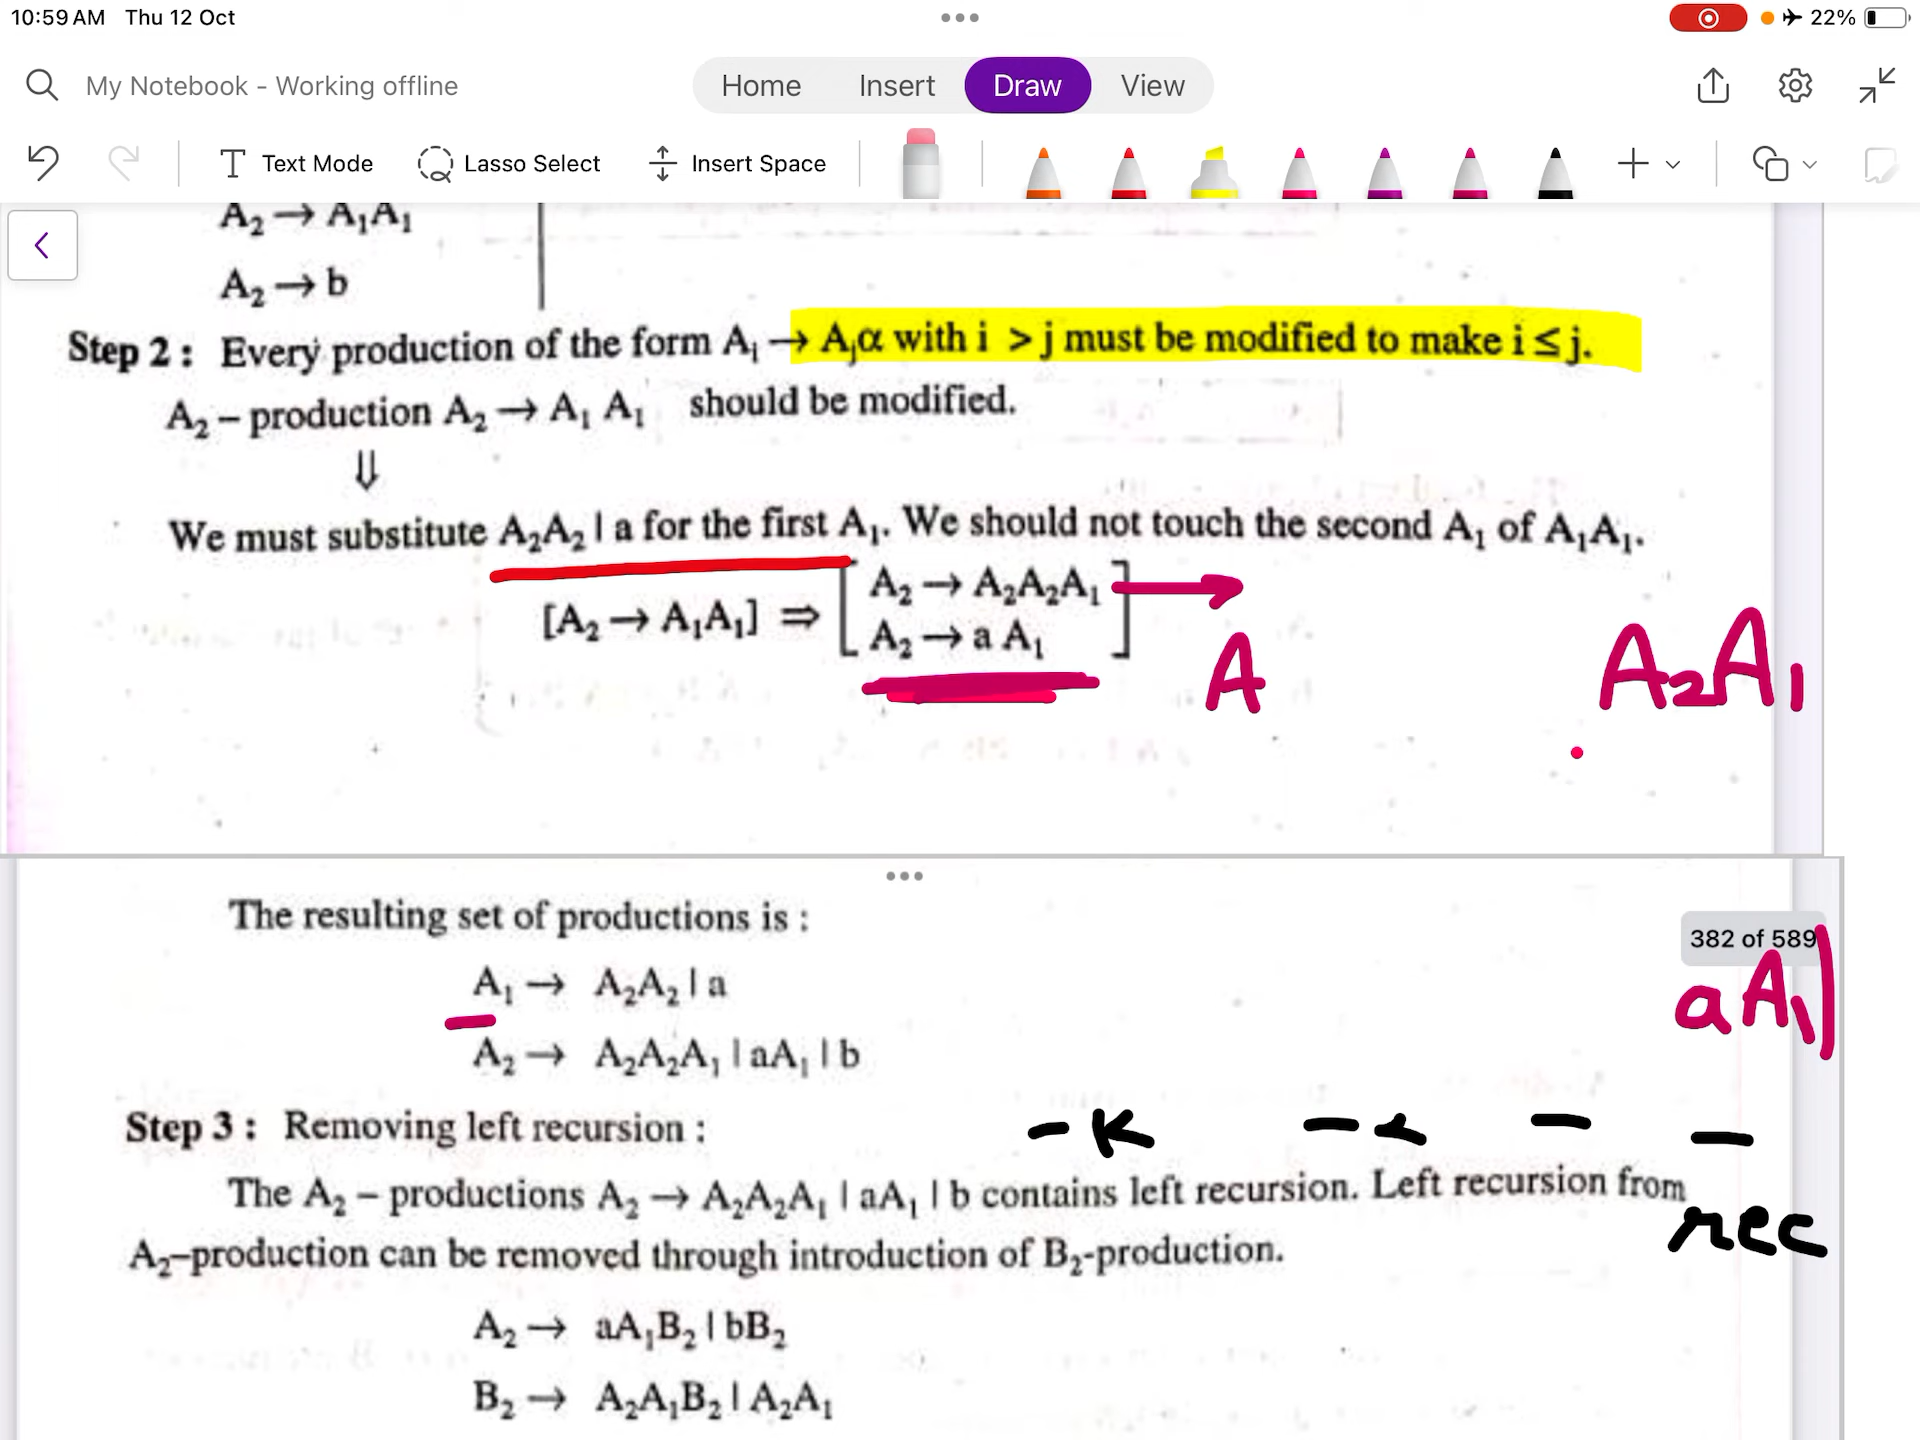 10:59 AM Thu 12 Oct
22%
My Notebook - Working offline
Home Insert Draw View
Text Mode Lasso Select Insert Space
A₂ → A₁A₁
A₂ → b
Step 2 : Every production of the form Aᵢ → Aⱼα with i > j must be modified to make i ≤ j.
A₂ – production A₂ → A₁ A₁ should be modified.
⇓
We must substitute A₂A₂ | a for the first A₁. We should not touch the second A₁ of A₁A₁.
[A₂ → A₁A₁] ⇒ [ A₂ → A₂A₂A₁
A₂ → a A₁ ]
A
A₂A₁
The resulting set of productions is :
382 of 589
A₁ → A₂A₂ | a
aA₁|
A₂ → A₂A₂A₁ | aA₁ | b
Step 3 : Removing left recursion :
The A₂ – productions A₂ → A₂A₂A₁ | aA₁ | b contains left recursion. Left recursion from
rec
A₂–production can be removed through introduction of B₂-production.
A₂ → aA₁B₂ | bB₂
B₂ → A₂A₁B₂ | A₂A₁